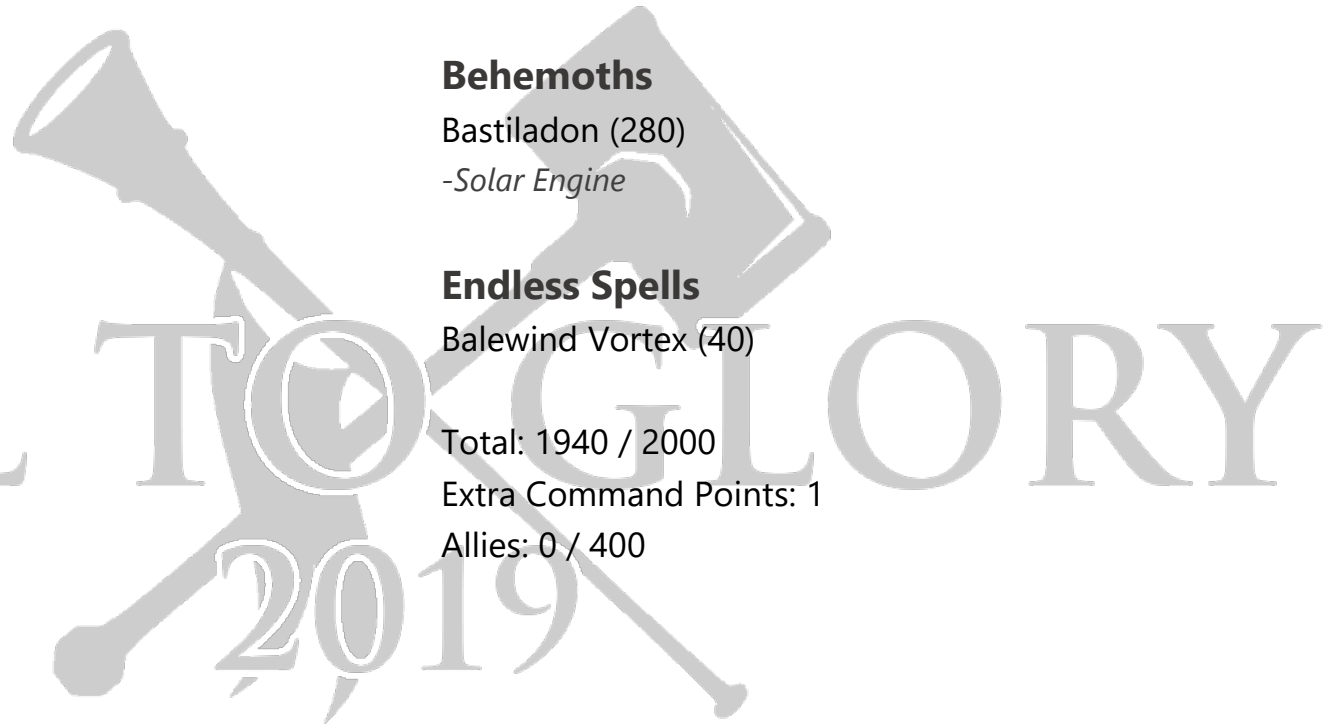 Behemoths
Bastiladon (280)
-Solar Engine
Endless Spells
Balewind Vortex (40)
L TO GLORY
Total: 1940 / 2000
Extra Command Points: 1
Allies: 0 / 400
2019